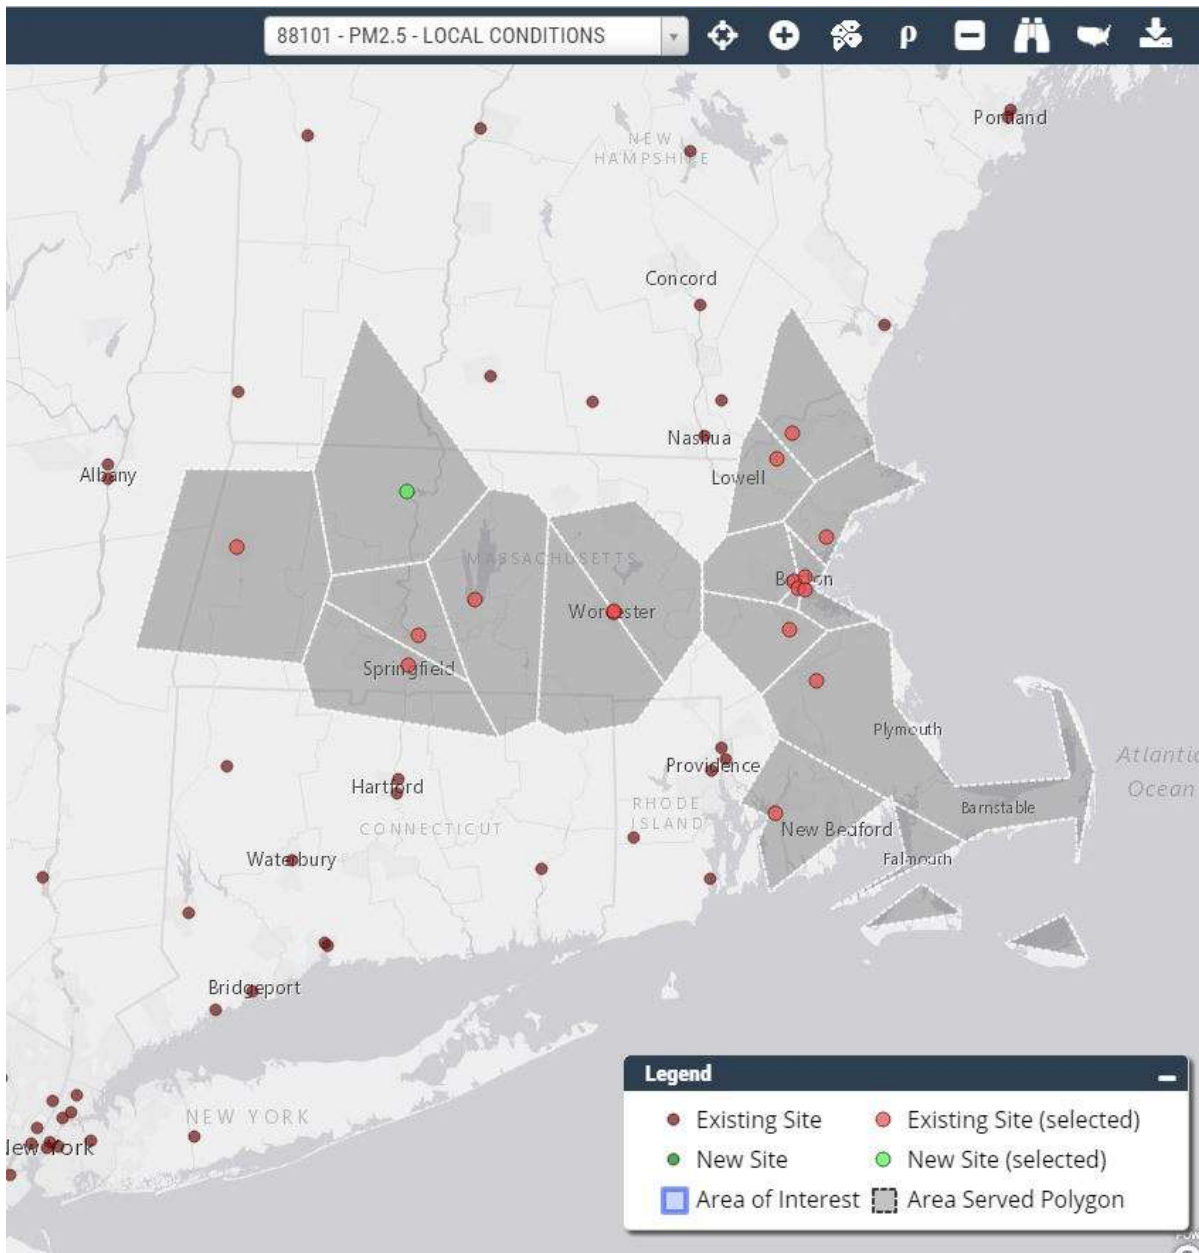 88101 - PM2.5 - LOCAL CONDITIONS
ρ
Portland
NEW
HAMPSHIRE
Concord
Nashua
Albany
Lowell
MASSACHUSETTS
Boston
Worcester
Springfield
Plymouth
Atlantic
Ocean
Providence
Hartford
RHODE
ISLAND
Barnstable
CONNECTICUT
New Bedford
Waterbury
Falmouth
Bridgeport
NEW YORK
New York
Legend
Existing Site
Existing Site (selected)
New Site
New Site (selected)
Area of Interest
Area Served Polygon